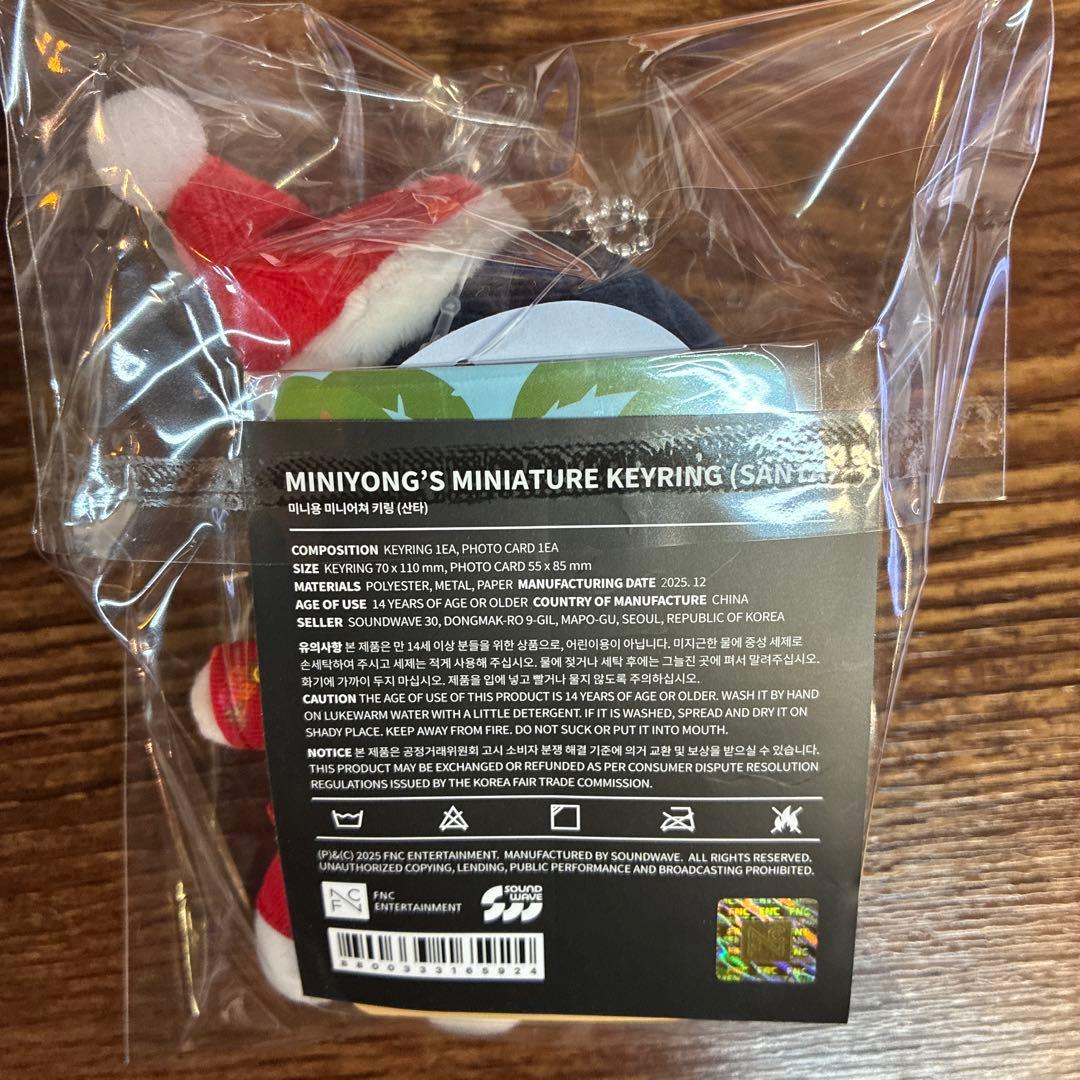 MINIYONG'S MINIATURE KEYRING (SANTA)
미니용 미니어쳐 키링 (산타)
COMPOSITION KEYRING 1EA, PHOTO CARD 1EA
SIZE KEYRING 70 x 110 mm, PHOTO CARD 55 x 85 mm
MATERIALS POLYESTER, METAL, PAPER MANUFACTURING DATE 2025. 12
AGE OF USE 14 YEARS OF AGE OR OLDER COUNTRY OF MANUFACTURE CHINA
SELLER SOUNDWAVE 30, DONGMAK-RO 9-GIL, MAPO-GU, SEOUL, REPUBLIC OF KOREA
유의사항 본 제품은 만 14세 이상 분들을 위한 상품으로, 어린이용이 아닙니다. 미지근한 물에 중성 세제로
손세탁하여 주시고 세제는 적게 사용해 주십시오. 물에 젖거나 세탁 후에는 그늘진 곳에 펴서 말려주십시오.
화기에 가까이 두지 마십시오. 제품을 입에 넣고 빨거나 물지 않도록 주의하십시오.
CAUTION THE AGE OF USE OF THIS PRODUCT IS 14 YEARS OF AGE OR OLDER. WASH IT BY HAND
ON LUKEWARM WATER WITH A LITTLE DETERGENT. IF IT IS WASHED, SPREAD AND DRY IT ON
SHADY PLACE. KEEP AWAY FROM FIRE. DO NOT SUCK OR PUT IT INTO MOUTH.
NOTICE 본 제품은 공정거래위원회 고시 소비자 분쟁 해결 기준에 의거 교환 및 보상을 받으실 수 있습니다.
THIS PRODUCT MAY BE EXCHANGED OR REFUNDED AS PER CONSUMER DISPUTE RESOLUTION
REGULATIONS ISSUED BY THE KOREA FAIR TRADE COMMISSION.
(P)&(C) 2025 FNC ENTERTAINMENT. MANUFACTURED BY SOUNDWAVE. ALL RIGHTS RESERVED.
UNAUTHORIZED COPYING, LENDING, PUBLIC PERFORMANCE AND BROADCASTING PROHIBITED.
FNC
ENTERTAINMENT
SOUND
WAVE
FNC FNC FNC
FNC
8800333165924